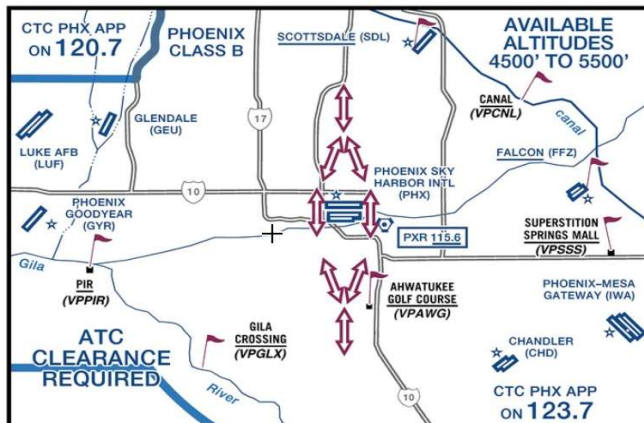 CTC PHX APP
ON 120.7
PHOENIX
CLASS B
SCOTTSDALE (SDL)
AVAILABLE
ALTITUDES
4500' TO 5500'
CANAL
(VPCNL)
canal
GLENDALE
(GEU)
17
LUKE AFB
(LUF)
FALCON (FFZ)
PHOENIX SKY
HARBOR INTL
(PHX)
10
PHOENIX
GOODYEAR
(GYR)
PXR 115.6
SUPERSTITION
SPRINGS MALL
(VPSSS)
Gila
PIR
(VPPIR)
AHWATUKEE
GOLF COURSE
(VPAWG)
PHOENIX-MESA
GATEWAY (IWA)
ATC
CLEARANCE
REQUIRED
GILA
CROSSING
(VPGLX)
CHANDLER
(CHD)
River
10
CTC PHX APP
ON 123.7